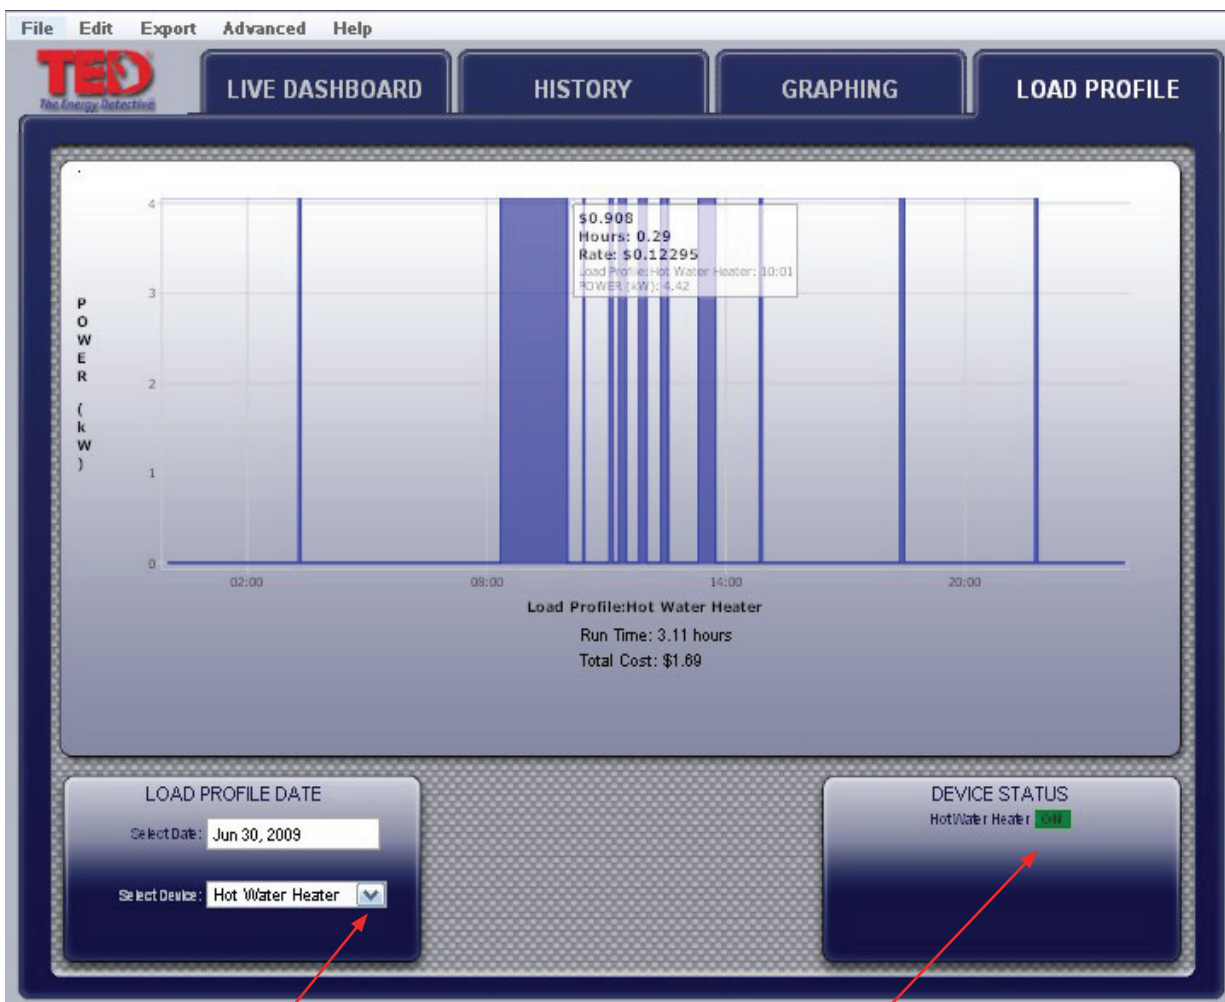 File Edit Export Advanced Help
TED
The Energy Detective
LIVE DASHBOARD HISTORY GRAPHING LOAD PROFILE
4
3
2
1
0
POWER (kW)
$0.908
Hours: 0.29
Rate: $0.12295
Load Profile:Hot Water Heater: 10:01
POWER (kW): 4.42
02:00 08:00 14:00 20:00
Load Profile:Hot Water Heater
Run Time: 3.11 hours
Total Cost: $1.69
LOAD PROFILE DATE
Select Date: Jun 30, 2009
Select Device: Hot Water Heater
DEVICE STATUS
Hot Water Heater ON